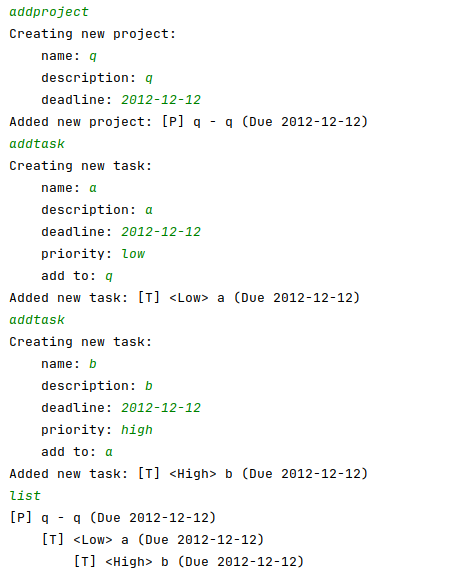 addproject
Creating new project:
    name: q
    description: q
    deadline: 2012-12-12
Added new project: [P] q - q (Due 2012-12-12)
addtask
Creating new task:
    name: a
    description: a
    deadline: 2012-12-12
    priority: low
    add to: q
Added new task: [T] <Low> a (Due 2012-12-12)
addtask
Creating new task:
    name: b
    description: b
    deadline: 2012-12-12
    priority: high
    add to: a
Added new task: [T] <High> b (Due 2012-12-12)
list
[P] q - q (Due 2012-12-12)
    [T] <Low> a (Due 2012-12-12)
        [T] <High> b (Due 2012-12-12)